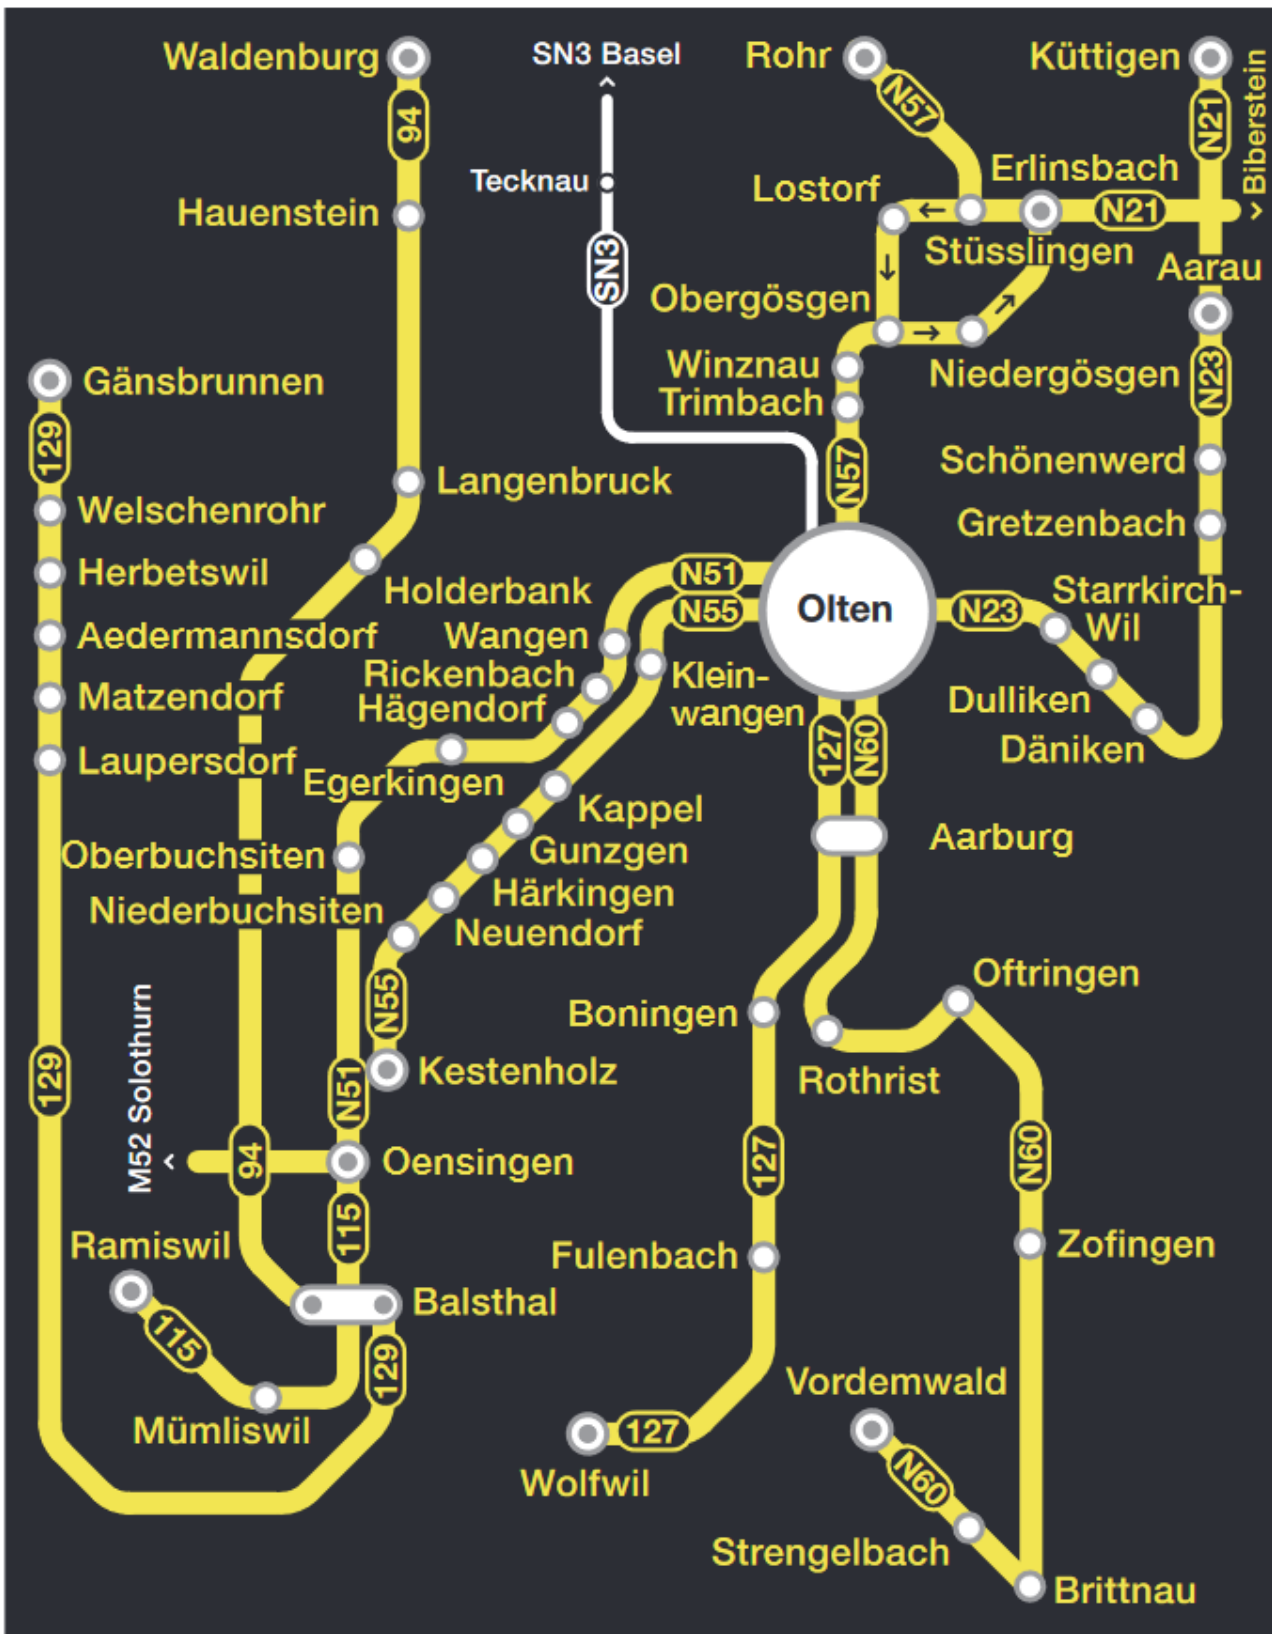 Waldenburg
SN3 Basel
Rohr
Küttigen
94
N57
N21
Biberstein
Tecknau
Erlinsbach
Lostorf
Hauenstein
N21
Stüsslingen
Aarau
SN3
Obergösgen
Winznau
Niedergösgen
N23
Gänsbrunnen
Trimbach
129
Schönenwerd
Langenbruck
N57
Welschenrohr
Gretzenbach
Herbetswil
Holderbank
N51
Olten
N23
Starrkirch-
Wil
N55
Aedermannsdorf
Wangen
Rickenbach
Klein-
wangen
Matzendorf
Hägendorf
Dulliken
127
N60
Däniken
Laupersdorf
Egerkingen
Kappel
Aarburg
Oberbuchsiten
Gunzgen
Härkingen
Niederbuchsiten
Neuendorf
Oftringen
N55
Boningen
129
N51
Kestenholz
Rothrist
M52 Solothurn
94
Oensingen
127
N60
115
Ramiswil
Fulenbach
Zofingen
Balsthal
115
129
Vordemwald
Mümliswil
127
Wolfwil
N60
Strengelbach
Brittnau